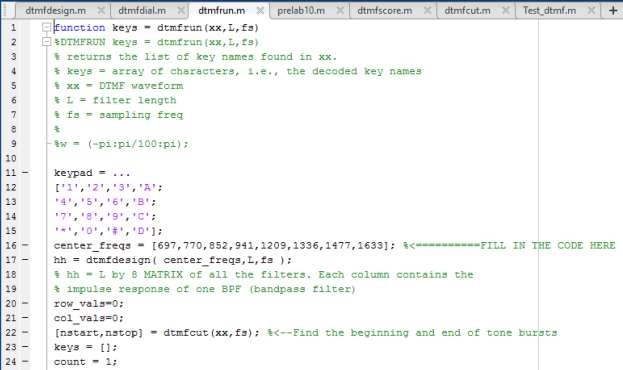 dtmfdesign.m dtmfdial.m dtmfrun.m prelab10.m dtmfscore.m dtmfcut.m Test_dtmf.m
1 function keys = dtmfrun(xx,L,fs)
2 %DTMFRUN keys = dtmfrun(xx,L,fs)
3 % returns the list of key names found in xx.
4 % keys = array of characters, i.e., the decoded key names
5 % xx = DTMF waveform
6 % L = filter length
7 % fs = sampling freq
8 %
9 %w = (-pi:pi/100:pi);
10
11 keypad = ...
12 ['1','2','3','A';
13 '4','5','6','B';
14 '7','8','9','C';
15 '*','0','#','D'];
16 center_freqs = [697,770,852,941,1209,1336,1477,1633]; %<==========FILL IN THE CODE HERE
17 hh = dtmfdesign( center_freqs,L,fs );
18 % hh = L by 8 MATRIX of all the filters. Each column contains the
19 % impulse response of one BPF (bandpass filter)
20 row_vals=0;
21 col_vals=0;
22 [nstart,nstop] = dtmfcut(xx,fs); %<--Find the beginning and end of tone bursts
23 keys = [];
24 count = 1;